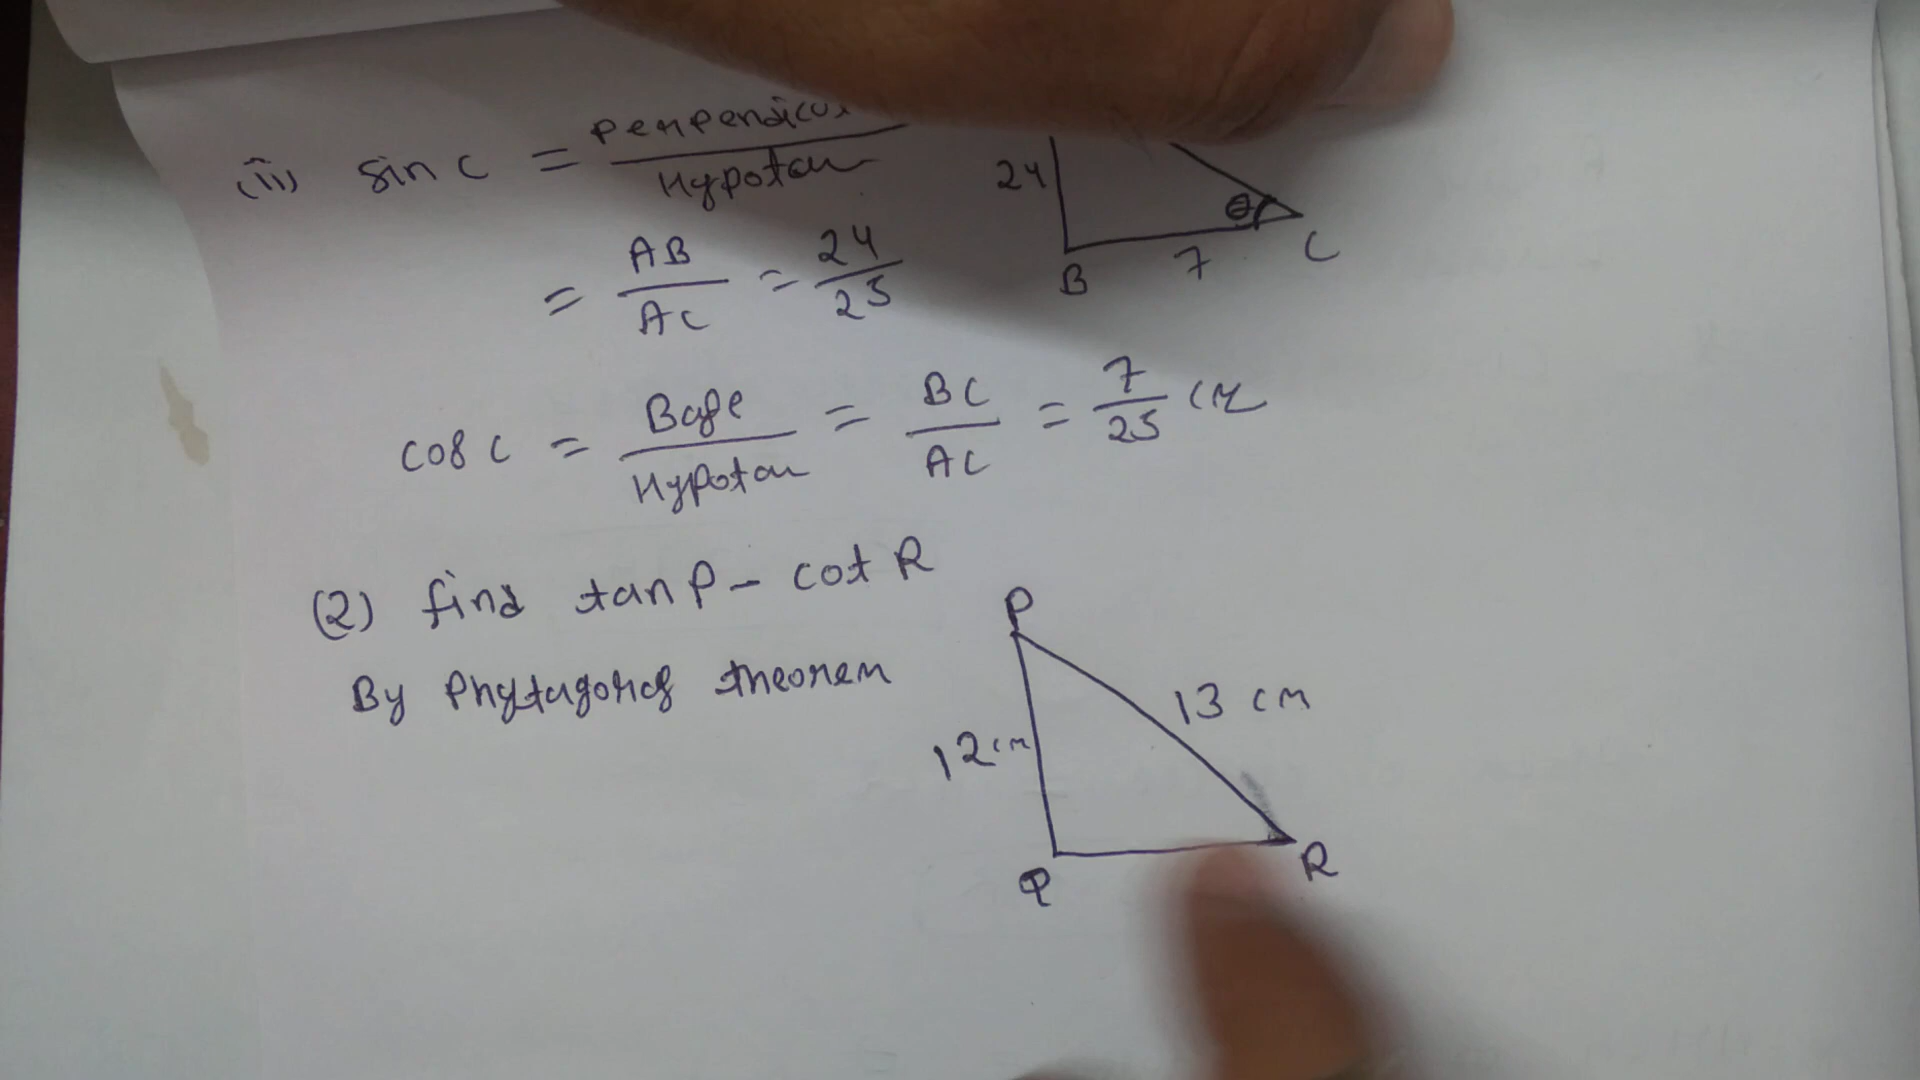 (ii) sin C = Perpendicu
Hypoten
24
= AB/AC = 24/25
B 7 C
θ
cos C = Base/Hypoten = BC/AC = 7/25 cm
(2) find tan P - cot R
P
By Phytagoras theorem
13 cm
12 cm
Q R